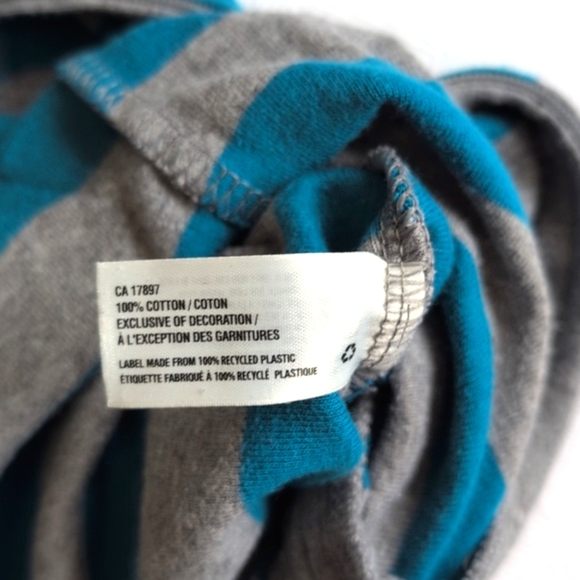 CA 17897
100% COTTON / COTON
EXCLUSIVE OF DECORATION /
À L'EXCEPTION DES GARNITURES
LABEL MADE FROM 100% RECYCLED PLASTIC
ÉTIQUETTE FABRIQUÉ À 100% RECYCLÉ PLASTIQUE